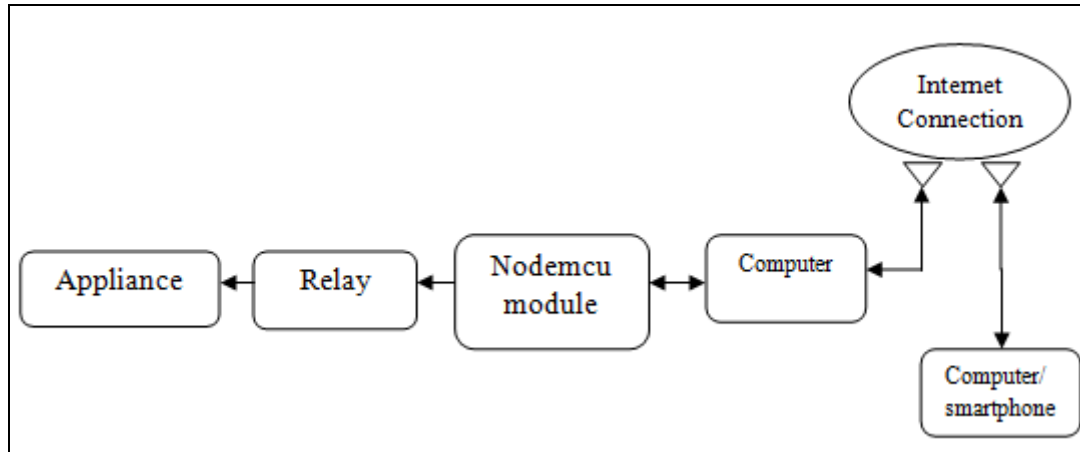 Internet
Connection
Appliance
Relay
Nodemcu
module
Computer
Computer/
smartphone